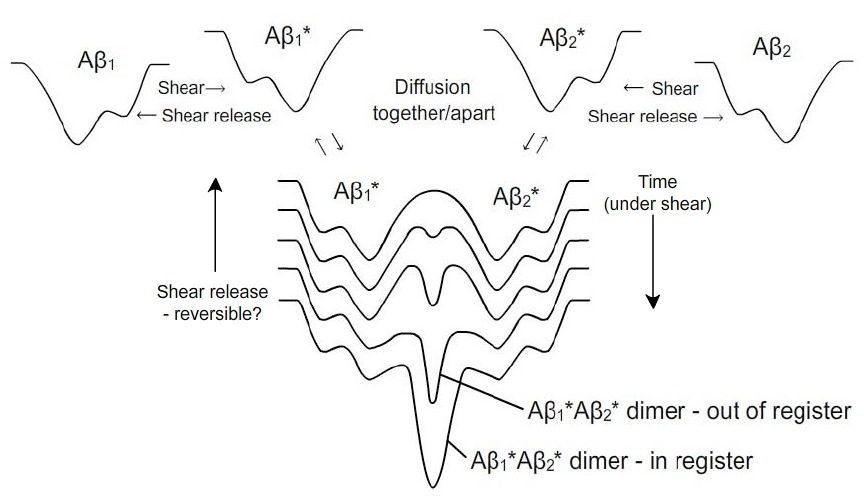 Aβ₁
Aβ₁*
Aβ₂*
Aβ₂
Shear→
← Shear release
Diffusion
together/apart
← Shear
Shear release →
Aβ₁*
Aβ₂*
Time
(under shear)
Shear release
- reversible?
Aβ₁*Aβ₂* dimer - out of register
Aβ₁*Aβ₂* dimer - in register